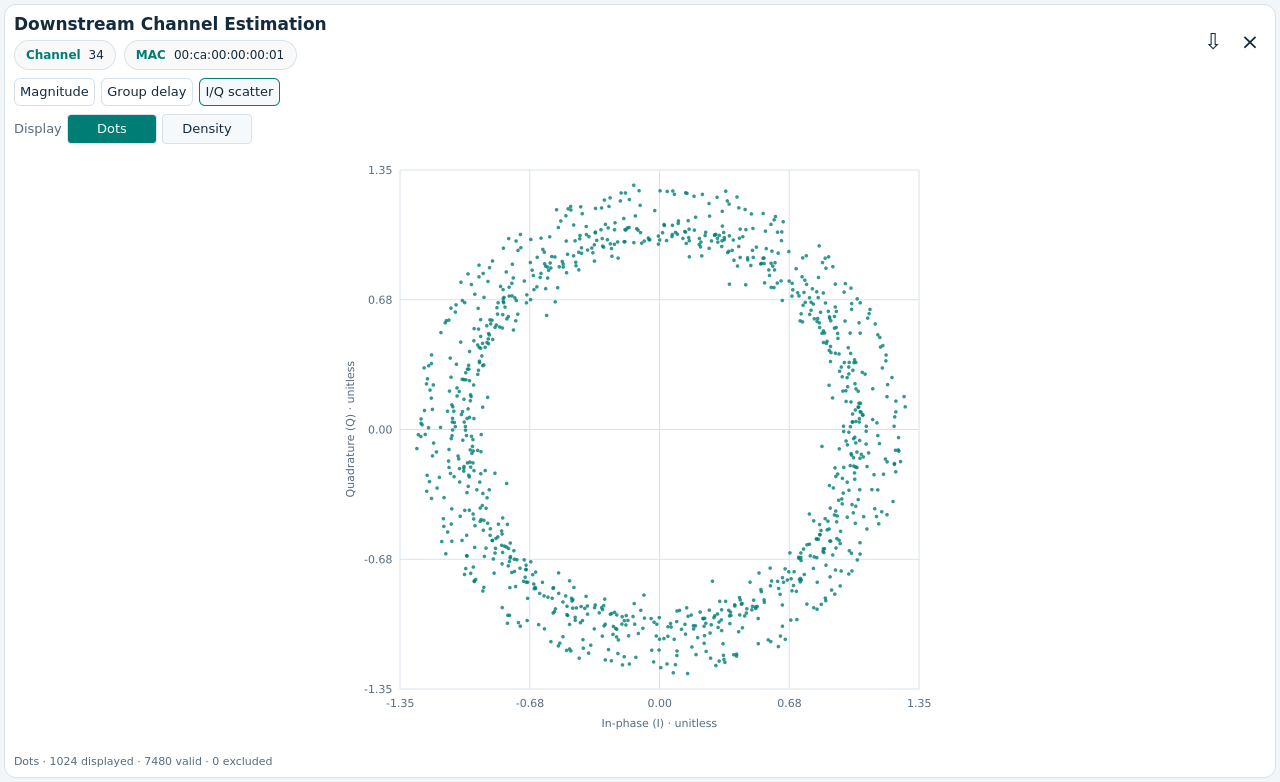 Downstream Channel Estimation
Channel 34 MAC 00:ca:00:00:00:01
Magnitude Group delay I/Q scatter
Display Dots Density
1.35
0.68
0.00
-0.68
-1.35
Quadrature (Q) · unitless
-1.35 -0.68 0.00 0.68 1.35
In-phase (I) · unitless
Dots · 1024 displayed · 7480 valid · 0 excluded